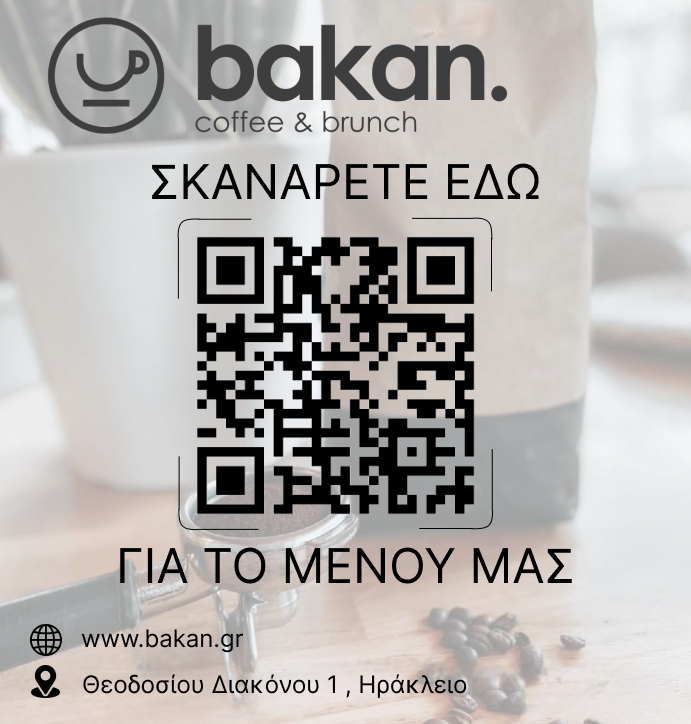 bakan.
coffee & brunch
ΣΚΑΝΑΡΕΤΕ ΕΔΩ
ΓΙΑ ΤΟ ΜΕΝΟΥ ΜΑΣ
www.bakan.gr
Θεοδοσίου Διακόνου 1 , Ηράκλειο